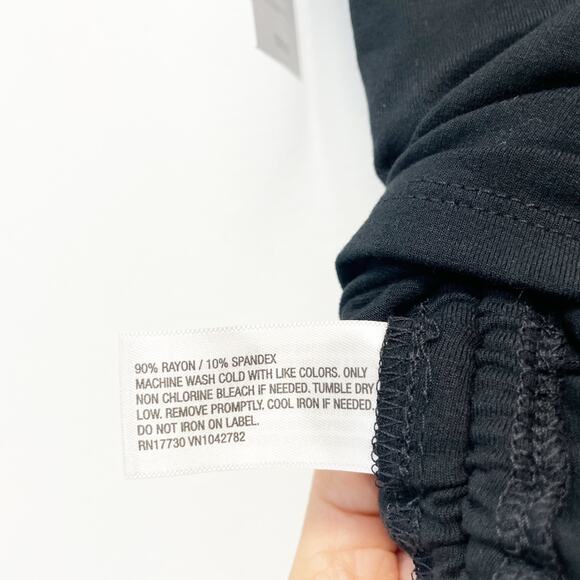 90% RAYON / 10% SPANDEX
MACHINE WASH COLD WITH LIKE COLORS. ONLY
NON CHLORINE BLEACH IF NEEDED. TUMBLE DRY
LOW. REMOVE PROMPTLY. COOL IRON IF NEEDED.
DO NOT IRON ON LABEL.
RN17730 VN1042782